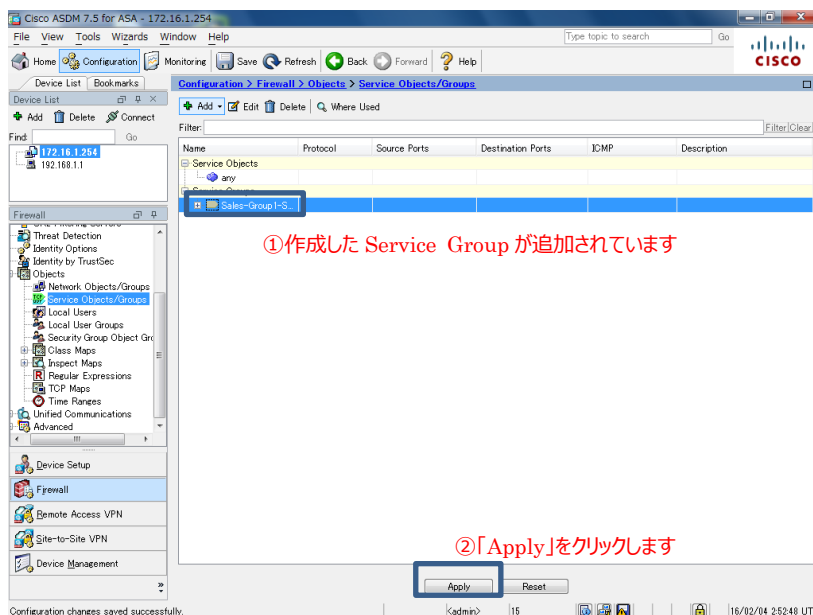 Cisco ASDM 7.5 for ASA - 172.16.1.254
File View Tools Wizards Window Help
Type topic to search
Go
Home Configuration Monitoring Save Refresh Back Forward Help
CISCO
Device List Bookmarks
Configuration > Firewall > Objects > Service Objects/Groups
Device List
Add Delete Connect
Add Edit Delete Where Used
Find: Go
Filter: Filter Clear
172.16.1.254
192.168.1.1
Name Protocol Source Ports Destination Ports ICMP Description
Service Objects
any
Service Groups
Sales-Group1-S...
①作成した Service Group が追加されています
Firewall
Threat Detection
Identity Options
Identity by TrustSec
Objects
Network Objects/Groups
Service Objects/Groups
Local Users
Local User Groups
Security Group Object Gro
Class Maps
Inspect Maps
Regular Expressions
TCP Maps
Time Ranges
Unified Communications
Advanced
Device Setup
Firewall
Remote Access VPN
Site-to-Site VPN
Device Management
②「Apply」をクリックします
Apply Reset
Configuration changes saved successfully.
<admin> 15 16/02/04 2:52:48 UT